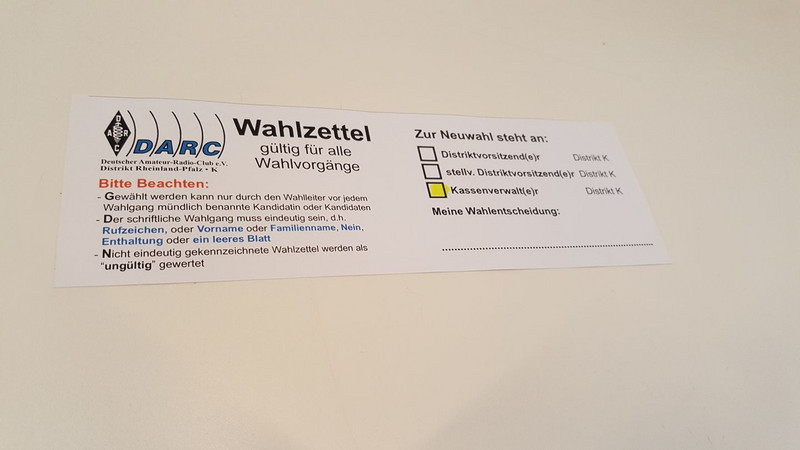 D
A R
C
DARC
Deutscher Amateur-Radio-Club e.V.
Distrikt Rheinland-Pfalz • K
Wahlzettel
gültig für alle
Wahlvorgänge
Bitte Beachten:
- Gewählt werden kann nur durch den Wahlleiter vor jedem
Wahlgang mündlich benannte Kandidatin oder Kandidaten
- Der schriftliche Wahlgang muss eindeutig sein, d.h.
Rufzeichen, oder Vorname oder Familienname, Nein,
Enthaltung oder ein leeres Blatt
- Nicht eindeutig gekennzeichnete Wahlzettel werden als
"ungültig" gewertet
Zur Neuwahl steht an:
Distriktvorsitzend(e)r Distrikt K
stellv. Distriktvorsitzend(e)r Distrikt K
Kassenverwalt(e)r Distrikt K
Meine Wahlentscheidung: